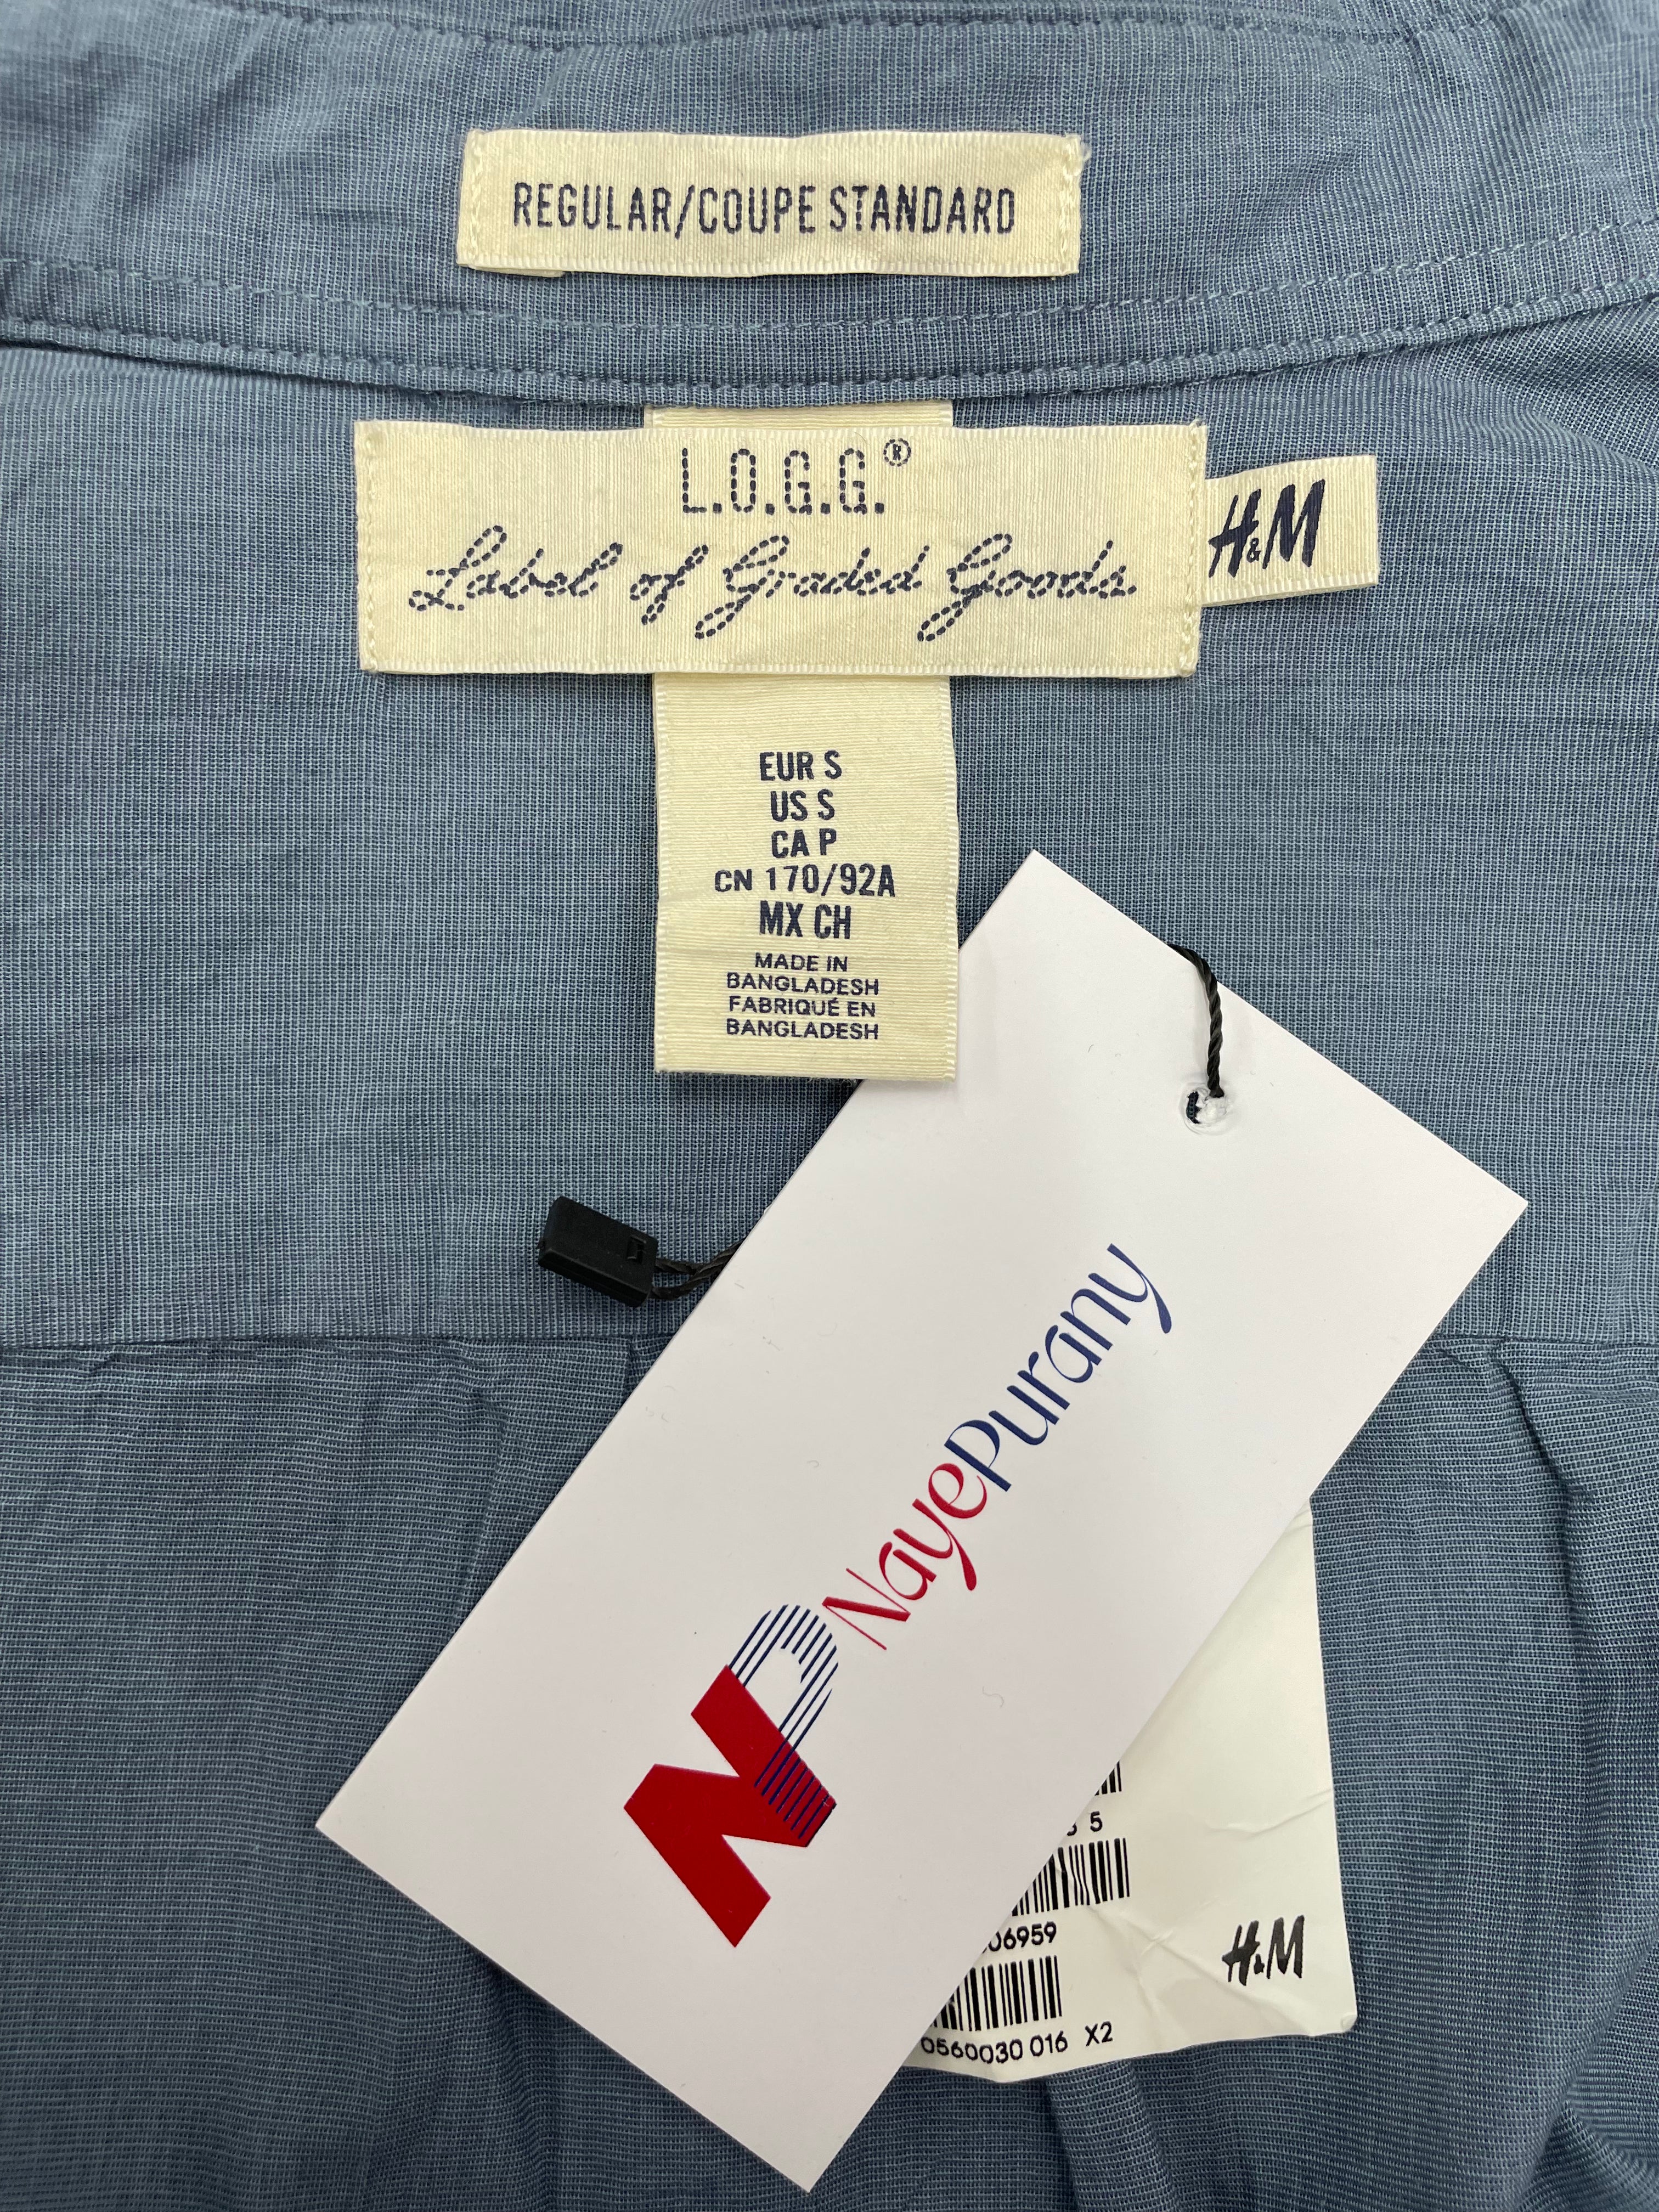 REGULAR/COUPE STANDARD
L.O.G.G.®
Label of Graded Goods
H&M
EUR S
US S
CA P
CN 170/92A
MX CH
MADE IN
BANGLADESH
FABRIQUÉ EN
BANGLADESH
NayePurany
5
06959
H&M
0560030 016 X2